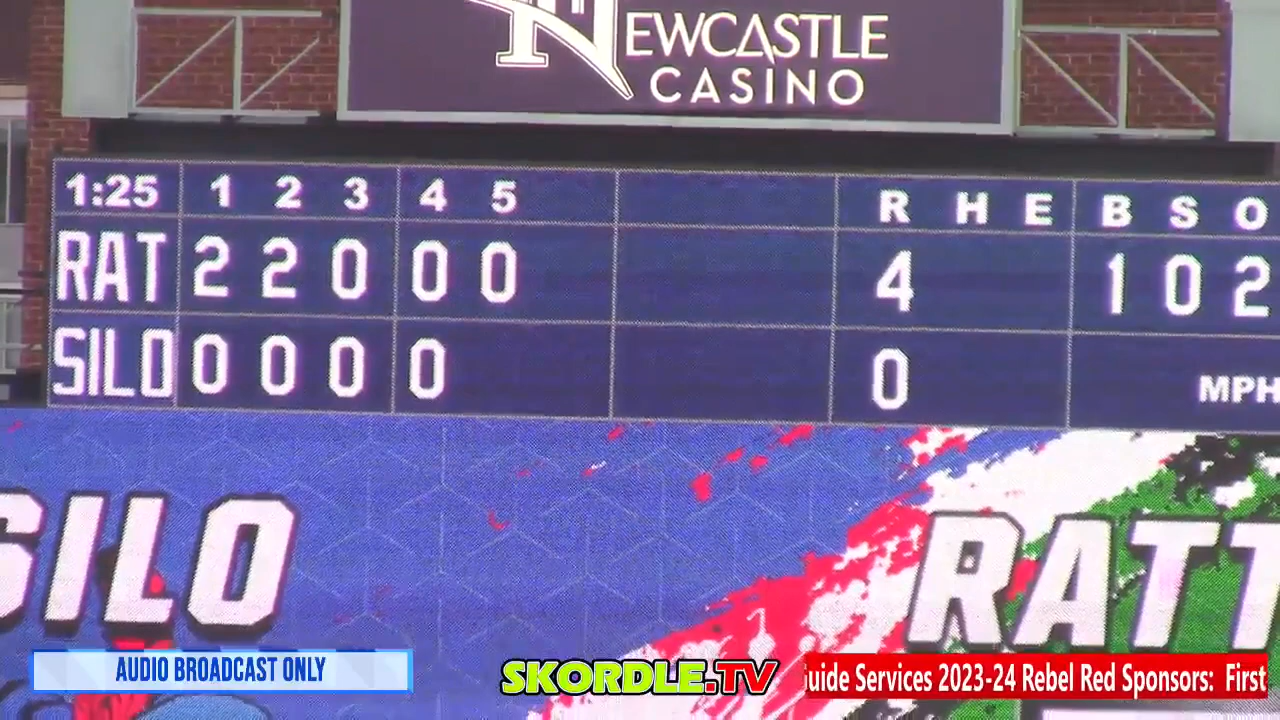 NEWCASTLE
CASINO
1:25 1 2 3 4 5 R H E B S O
RAT 2 2 0 0 0 4 1 0 2
SILO 0 0 0 0 0 MPH
SILO
RATT
AUDIO BROADCAST ONLY
SKORDLE.TV
uide Services 2023-24 Rebel Red Sponsors: First